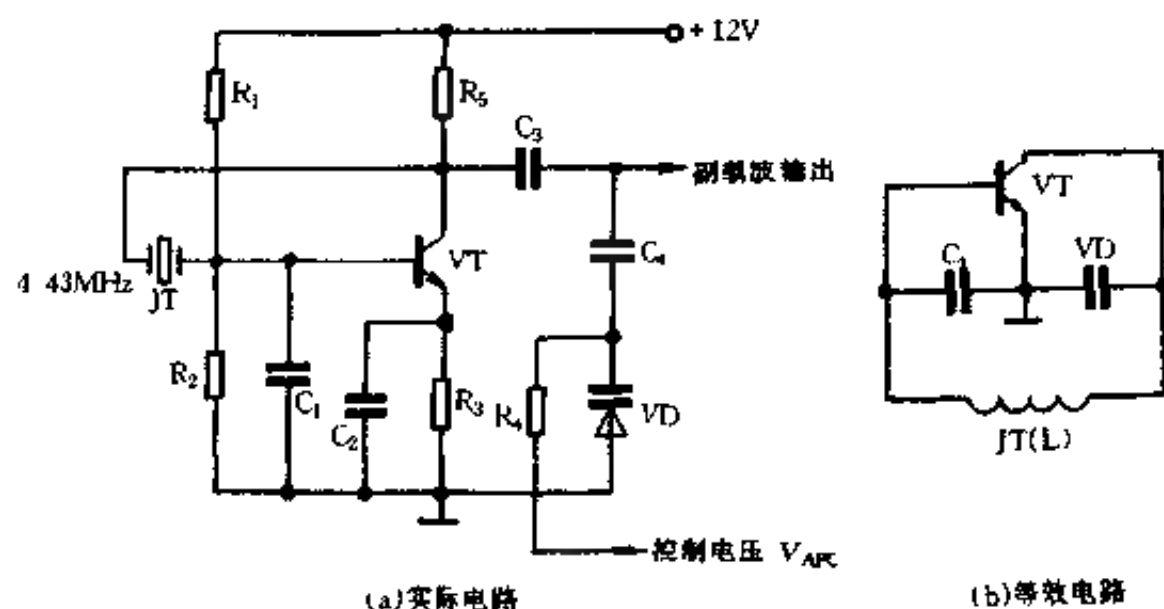 + 12V
R₁
R₅
C₃
副载波输出
VT
C₄
4 43MHz
JT
R₂
C₁
C₂
R₃
R₄
VD
控制电压 V_APC
(a)实际电路
VT
C₁
VD
JT(L)
(b)等效电路